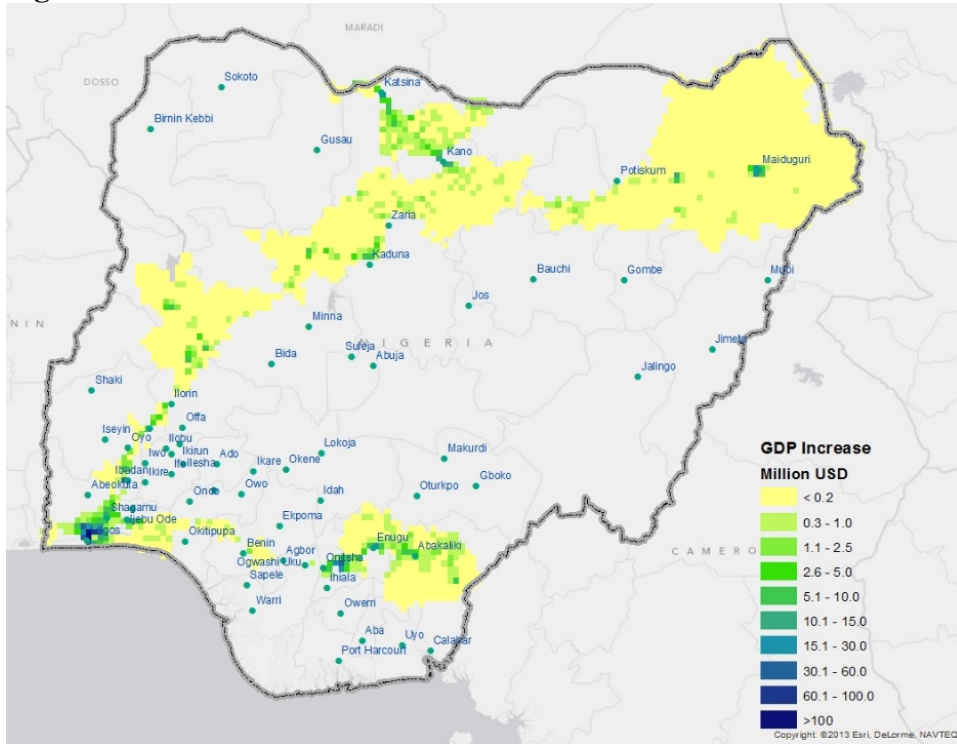 MARADI
DOSSO
Sokoto
Katsina
Birnin Kebbi
Gusau
Kano
Maiduguri
Potiskum
Zaria
Kaduna
Bauchi
Gombe
Mubi
Jos
Minna
NIGERIA
Jimeta
Suleja
Bida
Abuja
Jalingo
NIN
Shaki
Ilorin
Offa
Iseyin
Oyo
Ilobu
Ikirun
Lokoja
Makurdi
Iwo
Ado
Ikare
Okene
Gboko
Ibadan
Ikire
Abeokuta
Ondo
Owo
Idah
Oturkpo
Shagamu
Ijebu Ode
Ekpoma
Okitipupa
Enugu
Benin
Agbor
Abakaliki
Ogwashi Uku
Onitsha
CAMERO
Sapele
Ihiala
Warri
Owerri
Aba
Uyo
Calabar
Port Harcourt
GDP Increase
Million USD
< 0.2
0.3 - 1.0
1.1 - 2.5
2.6 - 5.0
5.1 - 10.0
10.1 - 15.0
15.1 - 30.0
30.1 - 60.0
60.1 - 100.0
>100
Copyright: ©2013 Esri, DeLorme, NAVTEQ